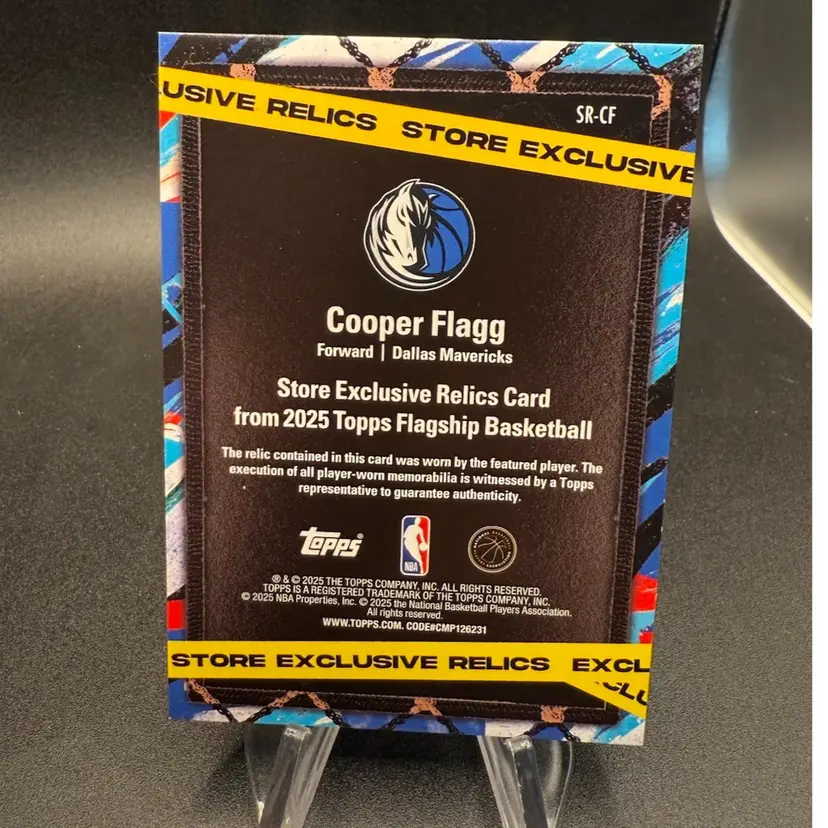 SR-CF
USIVE RELICS STORE EXCLUSIVE
Cooper Flagg
Forward | Dallas Mavericks
Store Exclusive Relics Card
from 2025 Topps Flagship Basketball
The relic contained in this card was worn by the featured player. The
execution of all player-worn memorabilia is witnessed by a Topps
representative to guarantee authenticity.
Topps®
NBA
® & © 2025 THE TOPPS COMPANY, INC. ALL RIGHTS RESERVED.
TOPPS IS A REGISTERED TRADEMARK OF THE TOPPS COMPANY, INC.
© 2025 NBA Properties, Inc. © 2025 the National Basketball Players Association.
All rights reserved.
WWW.TOPPS.COM. CODE#CMP126231
STORE EXCLUSIVE RELICS EXCL
CLU